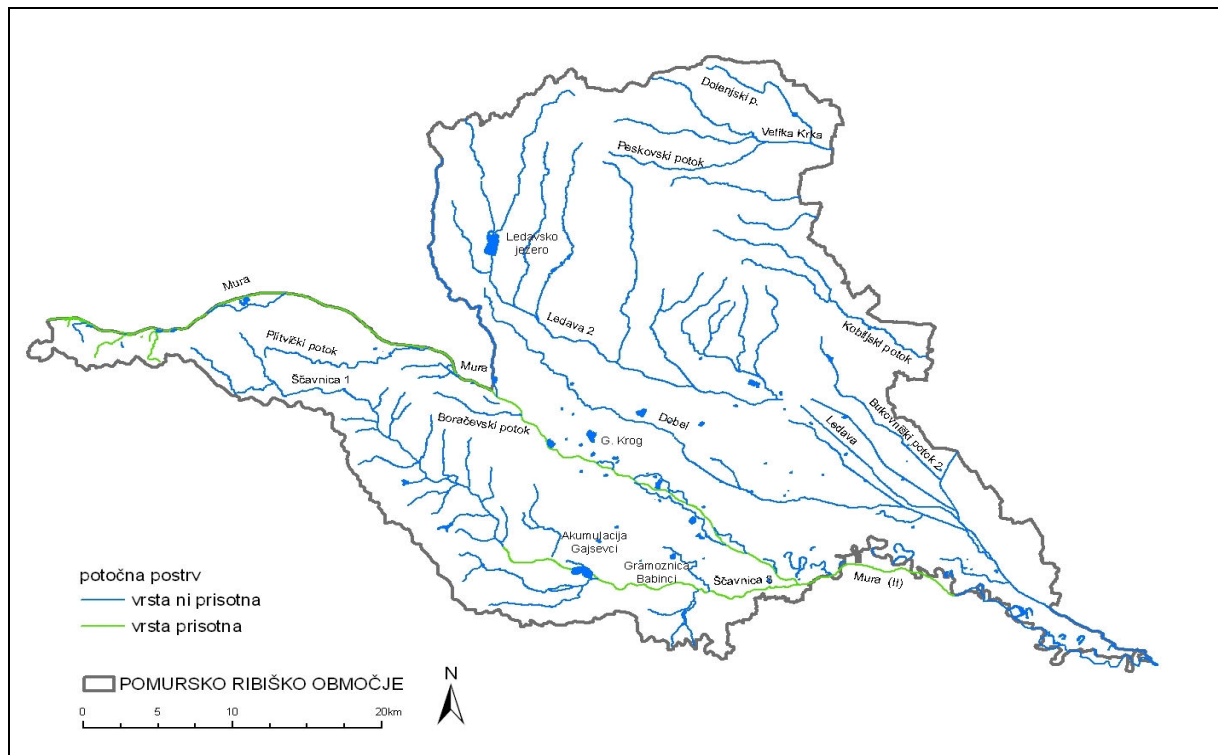 Dolenjski p.
Velika Krka
Peskovski potok
Ledavsko
jezero
Mura
Ledava 2
Kobiljski potok
Plitvički potok
Mura
Ščavnica 1
Boračevski potok
Dobel
G. Krog
Ledava
Bukovniški potok 2
Akumulacija
Gajsevci
Gramoznica
Babinci
Ščavnica 8
Mura (II)
potočna postrv
vrsta ni prisotna
vrsta prisotna
POMURSKO RIBIŠKO OBMOČJE
N
0 5 10 20km